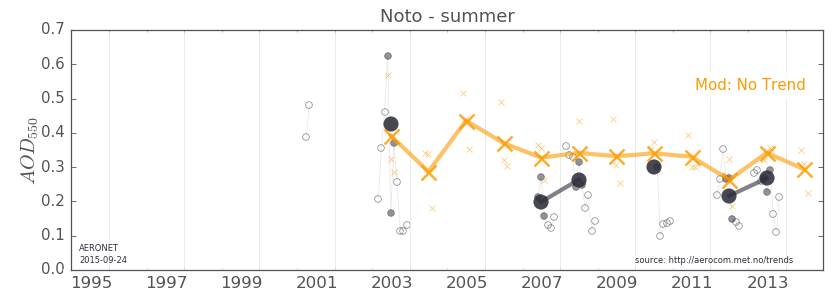 Noto - summer
0.7
0.6
0.5
0.4
0.3
0.2
0.1
0.0
AOD550
Mod: No Trend
AERONET
2015-09-24
source: http://aerocom.met.no/trends
1995 1997 1999 2001 2003 2005 2007 2009 2011 2013